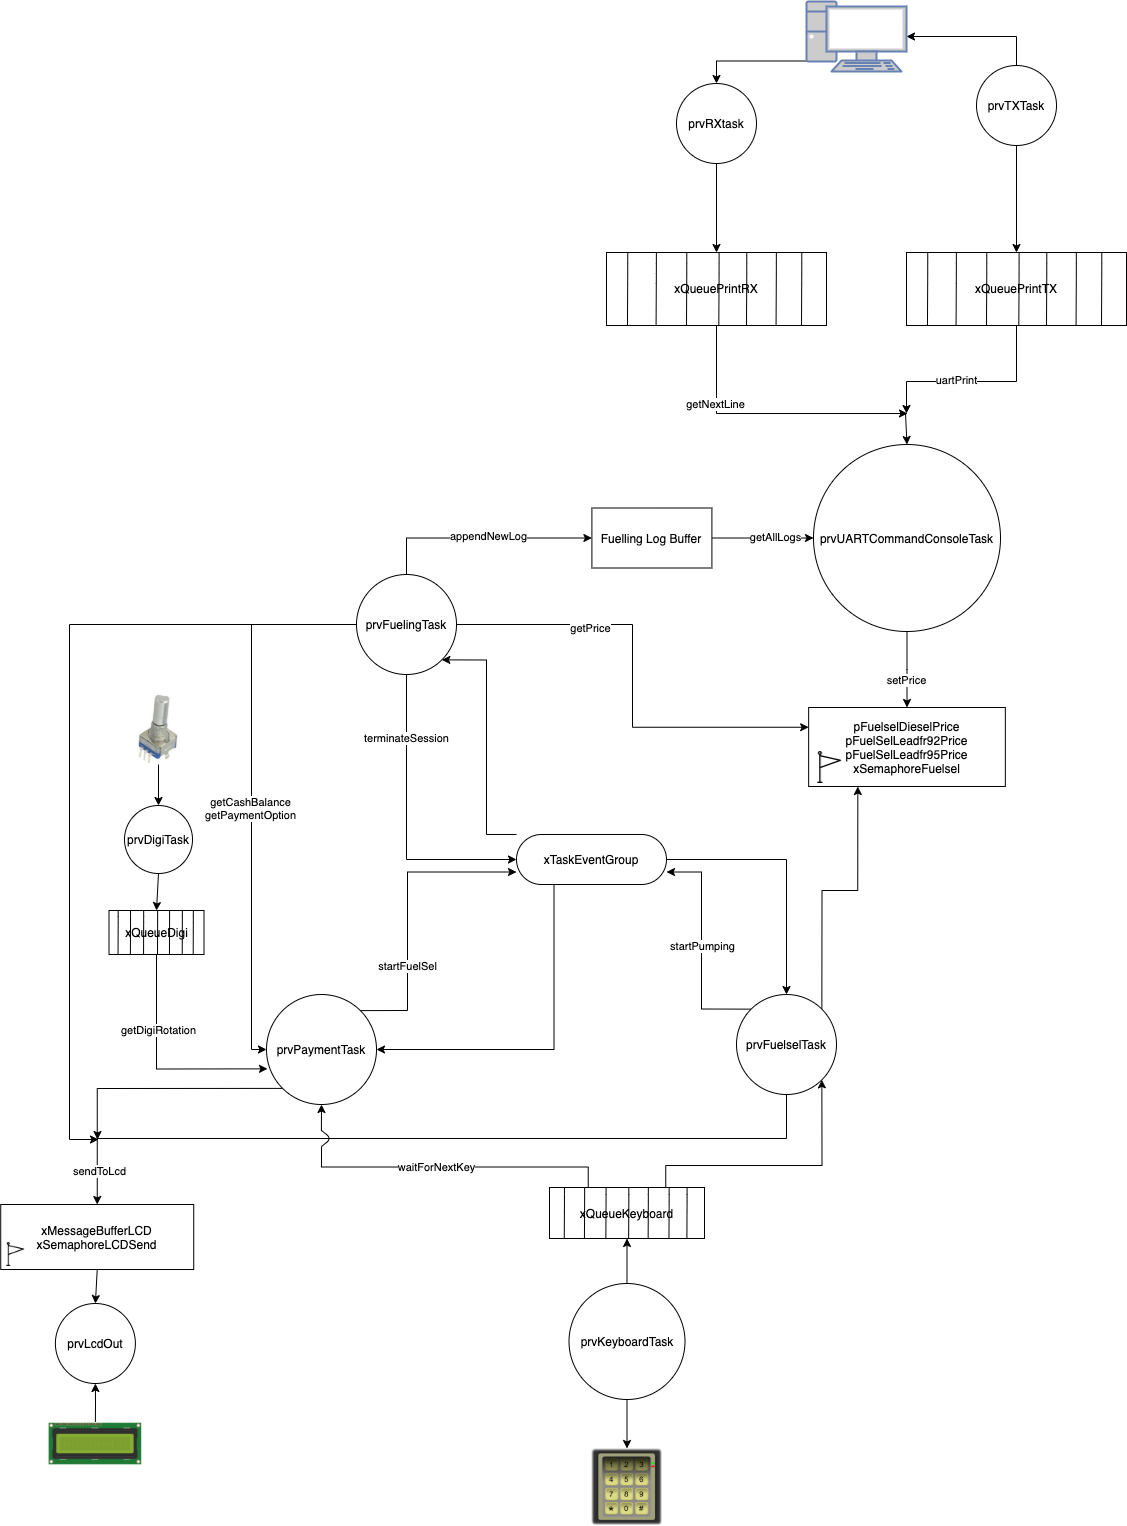 prvRXtask
prvTXTask
xQueuePrintRX
xQueuePrintTX
uartPrint
getNextLine
appendNewLog
Fuelling Log Buffer
getAllLogs
prvUARTCommandConsoleTask
prvFuelingTask
getPrice
setPrice
pFuelselDieselPrice
pFuelSelLeadfr92Price
pFuelSelLeadfr95Price
xSemaphoreFuelsel
terminateSession
getCashBalance
getPaymentOption
prvDigiTask
xTaskEventGroup
xQueueDigi
startPumping
startFuelSel
getDigiRotation
prvPaymentTask
prvFuelselTask
sendToLcd
waitForNextKey
xQueueKeyboard
xMessageBufferLCD
xSemaphoreLCDSend
prvLcdOut
prvKeyboardTask
1 2 3
4 5 6
7 8 9
* 0 #